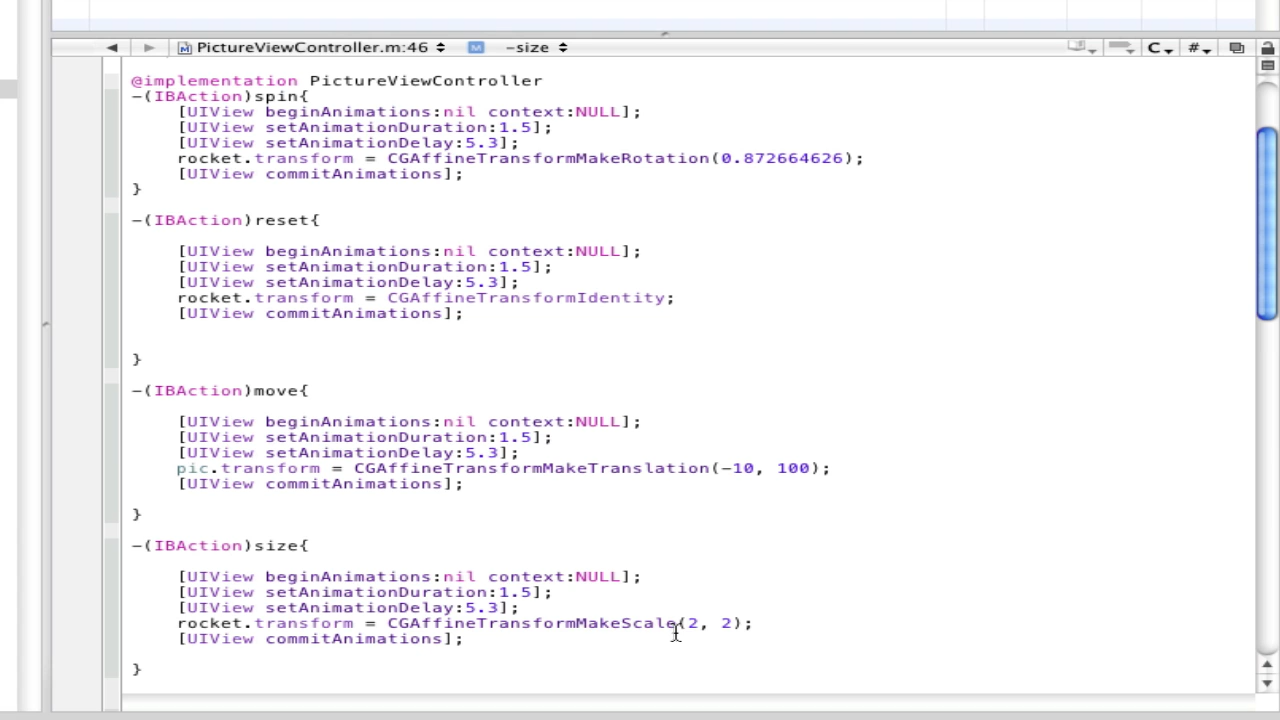 PictureViewController.m:46 M -size C #
@implementation PictureViewController
-(IBAction)spin{
[UIView beginAnimations:nil context:NULL];
[UIView setAnimationDuration:1.5];
[UIView setAnimationDelay:5.3];
rocket.transform = CGAffineTransformMakeRotation(0.872664626);
[UIView commitAnimations];
}
-(IBAction)reset{
[UIView beginAnimations:nil context:NULL];
[UIView setAnimationDuration:1.5];
[UIView setAnimationDelay:5.3];
rocket.transform = CGAffineTransformIdentity;
[UIView commitAnimations];
}
-(IBAction)move{
[UIView beginAnimations:nil context:NULL];
[UIView setAnimationDuration:1.5];
[UIView setAnimationDelay:5.3];
pic.transform = CGAffineTransformMakeTranslation(-10, 100);
[UIView commitAnimations];
}
-(IBAction)size{
[UIView beginAnimations:nil context:NULL];
[UIView setAnimationDuration:1.5];
[UIView setAnimationDelay:5.3];
rocket.transform = CGAffineTransformMakeScale(2, 2);
[UIView commitAnimations];
}